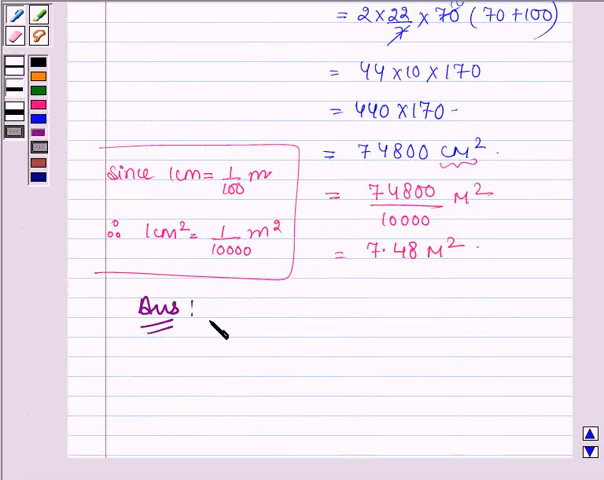 = 2 × 22/7 × 70 10 ( 70 + 100 )
= 44 × 10 × 170
= 440 × 170
= 74800 cm²
since 1cm = 1/100 m
= 74800/10000 m²
∴ 1cm² = 1/10000 m²
= 7.48 m²
Ans :